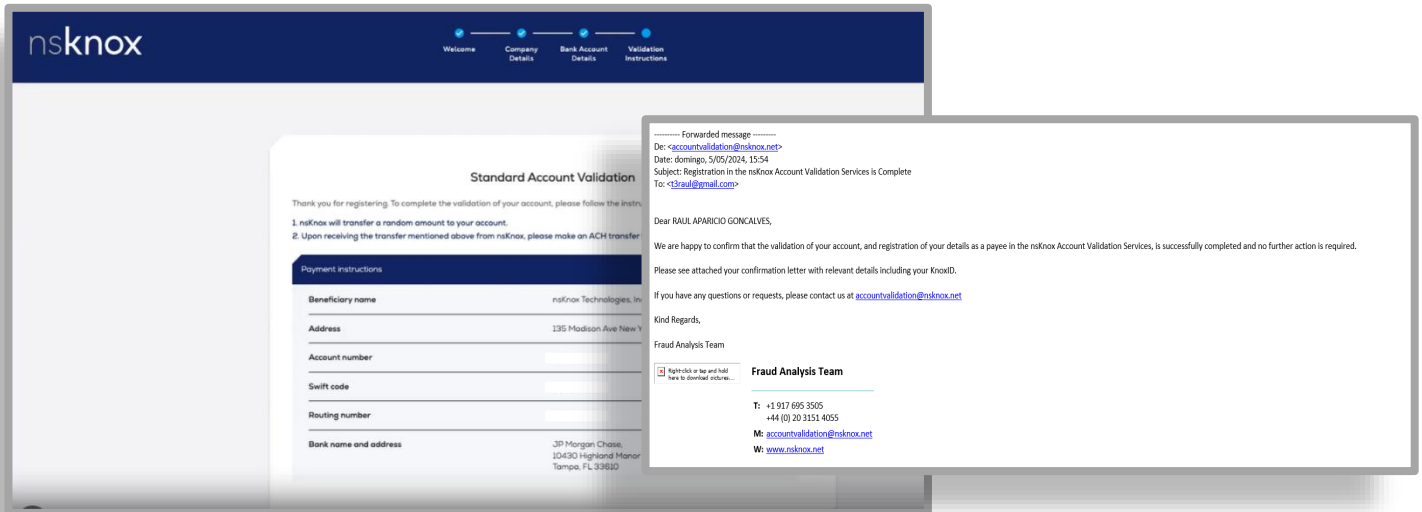 nsknox
Welcome
Company
Details
Bank Account
Details
Validation
Instructions
Standard Account Validation
Thank you for registering. To complete the validation of your account, please follow the
1. nsKnox will transfer a random amount to your account.
2. Upon receiving the transfer mentioned above from nsKnox, please make an ACH transfer
Payment instructions
Beneficiary name
nsKnox Technologies,
Address
135 Madison Ave New
Account number
Swift code
Routing number
Bank name and address
JP Morgan Chase,
10430 Highland Manor
Tampa, FL 33610
---------- Forwarded message ---------
De: <accountvalidation@nsknox.net>
Date: domingo, 5/05/2024, 15:54
Subject: Registration in the nsKnox Account Validation Services is Complete
To: <t3raul@gmail.com>
Dear RAUL APARICIO GONCALVES,
We are happy to confirm that the validation of your account, and registration of your details as a payee in the nsKnox Account Validation Services, is successfully completed and no further action is required.
Please see attached your confirmation letter with relevant details including your KnoxID.
If you have any questions or requests, please contact us at accountvalidation@nsknox.net
Kind Regards,
Fraud Analysis Team
Right-click or tap and hold
here to download pictures...
Fraud Analysis Team
T: +1 917 695 3505
+44 (0) 20 3151 4055
M: accountvalidation@nsknox.net
W: www.nsknox.net